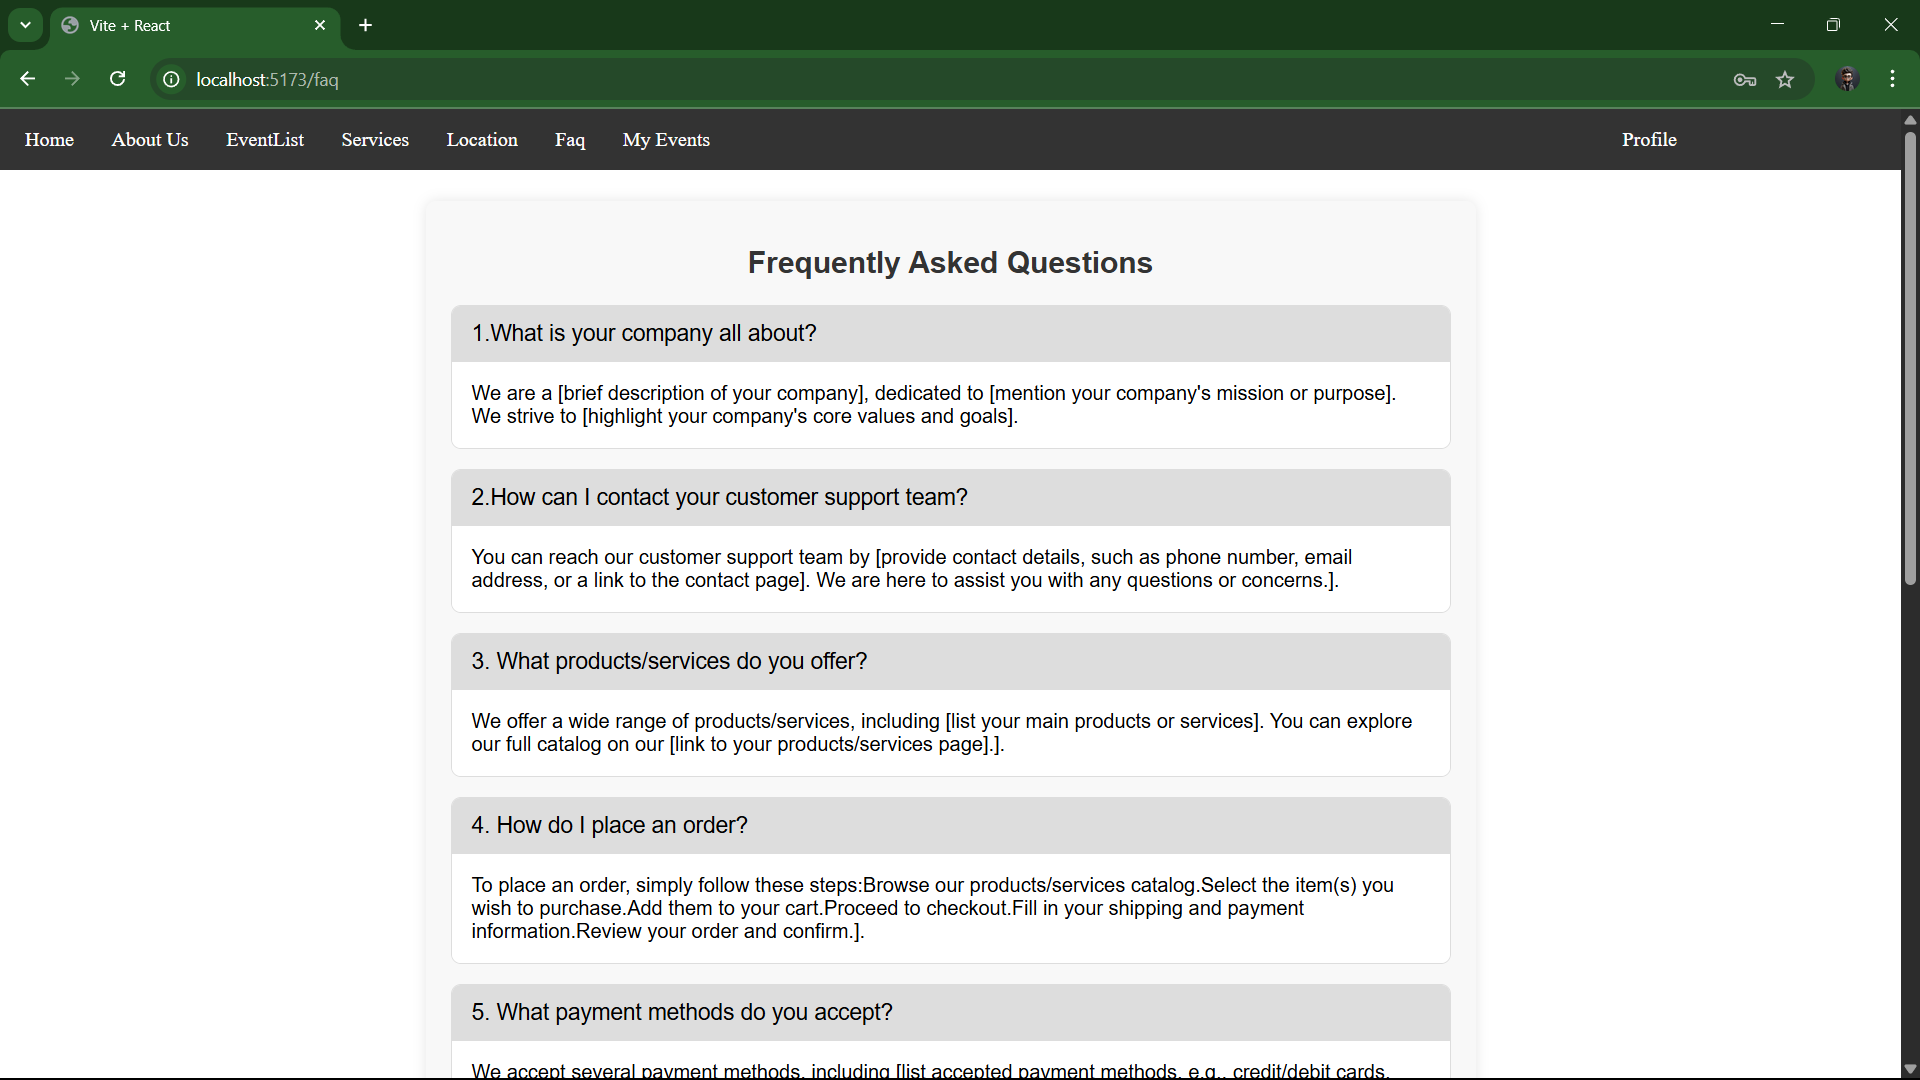 Vite + React
localhost:5173/faq
Home About Us EventList Services Location Faq My Events Profile
Frequently Asked Questions
1.What is your company all about?
We are a [brief description of your company], dedicated to [mention your company's mission or purpose].
We strive to [highlight your company's core values and goals].
2.How can I contact your customer support team?
You can reach our customer support team by [provide contact details, such as phone number, email
address, or a link to the contact page]. We are here to assist you with any questions or concerns.].
3. What products/services do you offer?
We offer a wide range of products/services, including [list your main products or services]. You can explore
our full catalog on our [link to your products/services page].].
4. How do I place an order?
To place an order, simply follow these steps:Browse our products/services catalog.Select the item(s) you
wish to purchase.Add them to your cart.Proceed to checkout.Fill in your shipping and payment
information.Review your order and confirm.].
5. What payment methods do you accept?
We accept several payment methods, including [list accepted payment methods, e.g., credit/debit cards,